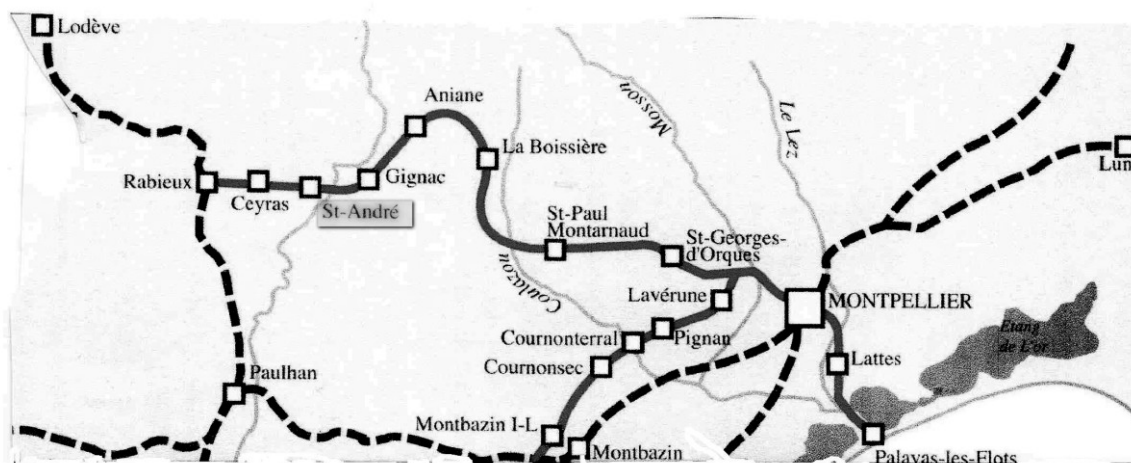 Lodève
Aniane
Mosson
Le Lez
La Boissière
Lun
Rabieux
Ceyras
Gignac
St-André
St-Paul
Montarnaud
St-Georges-
d'Orques
Coulazon
Lavérune
MONTPELLIER
Etang
de L'or
Cournonterral
Pignan
Cournonsec
Lattes
Paulhan
Montbazin I-L
Montbazin
Palavas-les-Flots